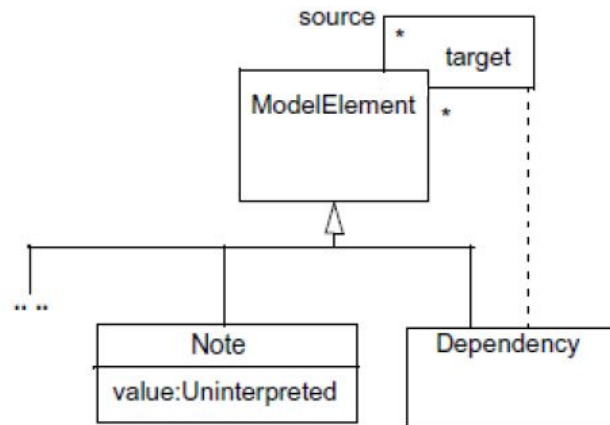 source
*
target
ModelElement
*
.. ..
Note
Dependency
value:Uninterpreted